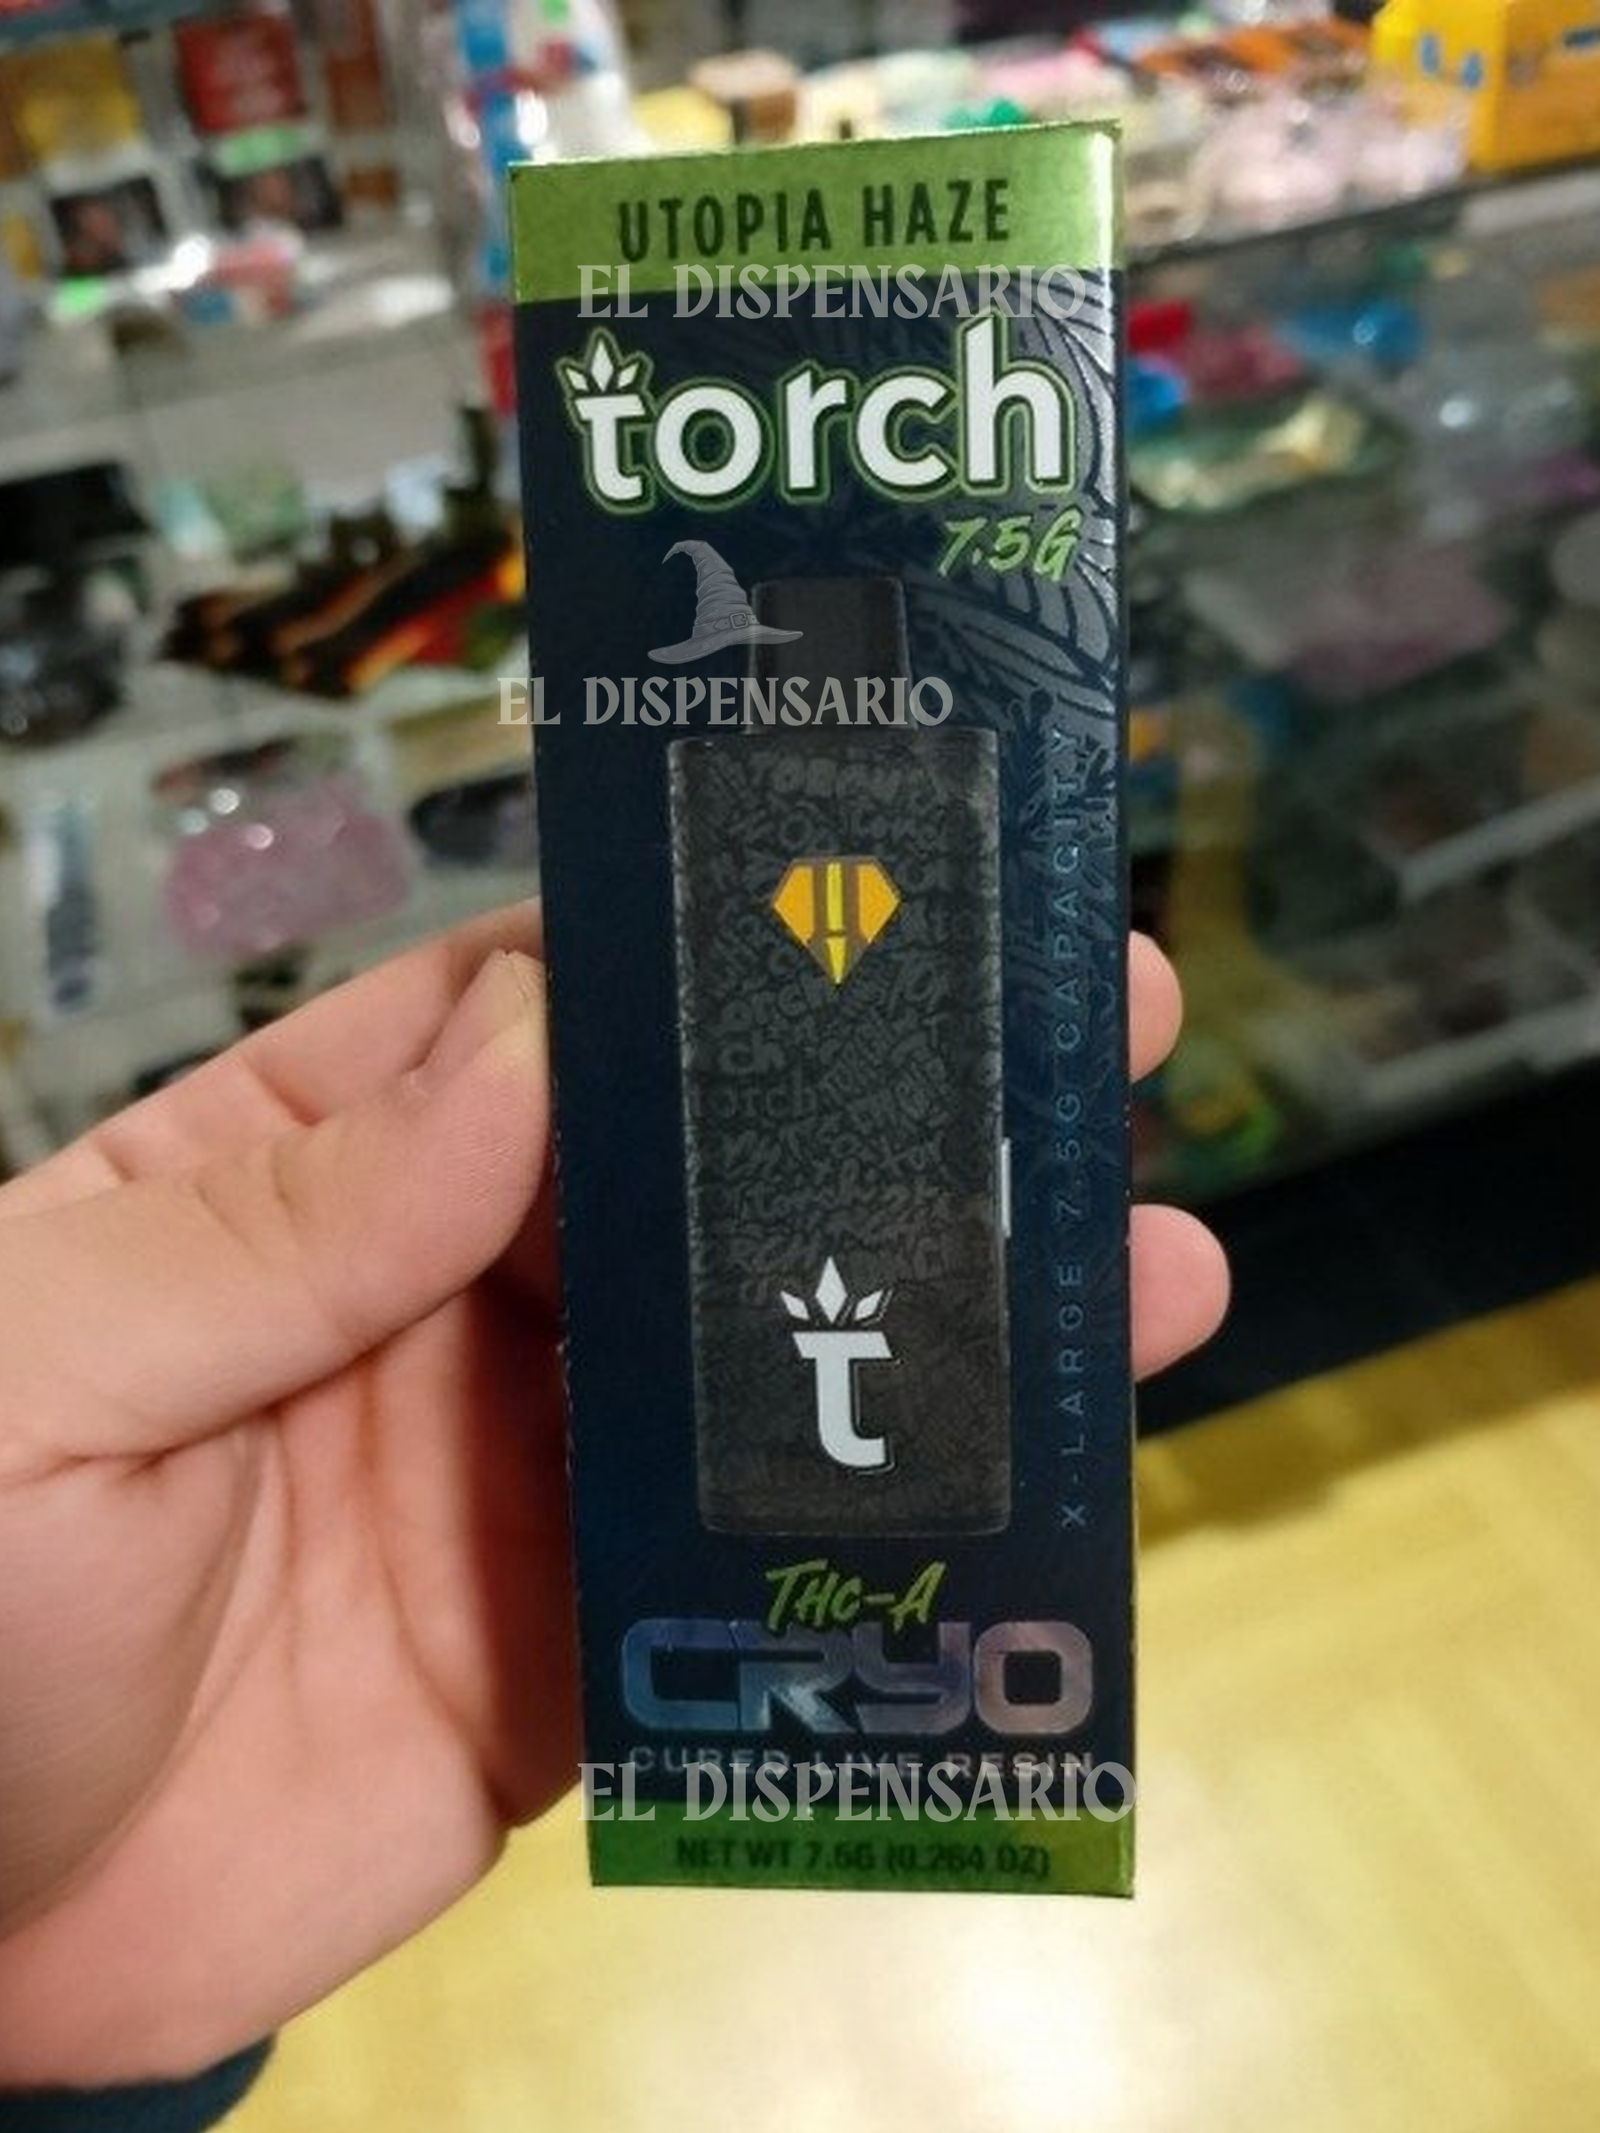 UTOPIA HAZE
EL DISPENSARIO
torch
7.5G
EL DISPENSARIO
X-LARGE 7.5G CAPACITY
t
THC-A
CRYO
CURED LIVE RESIN
EL DISPENSARIO
NET WT 7.5G (0.264 OZ)